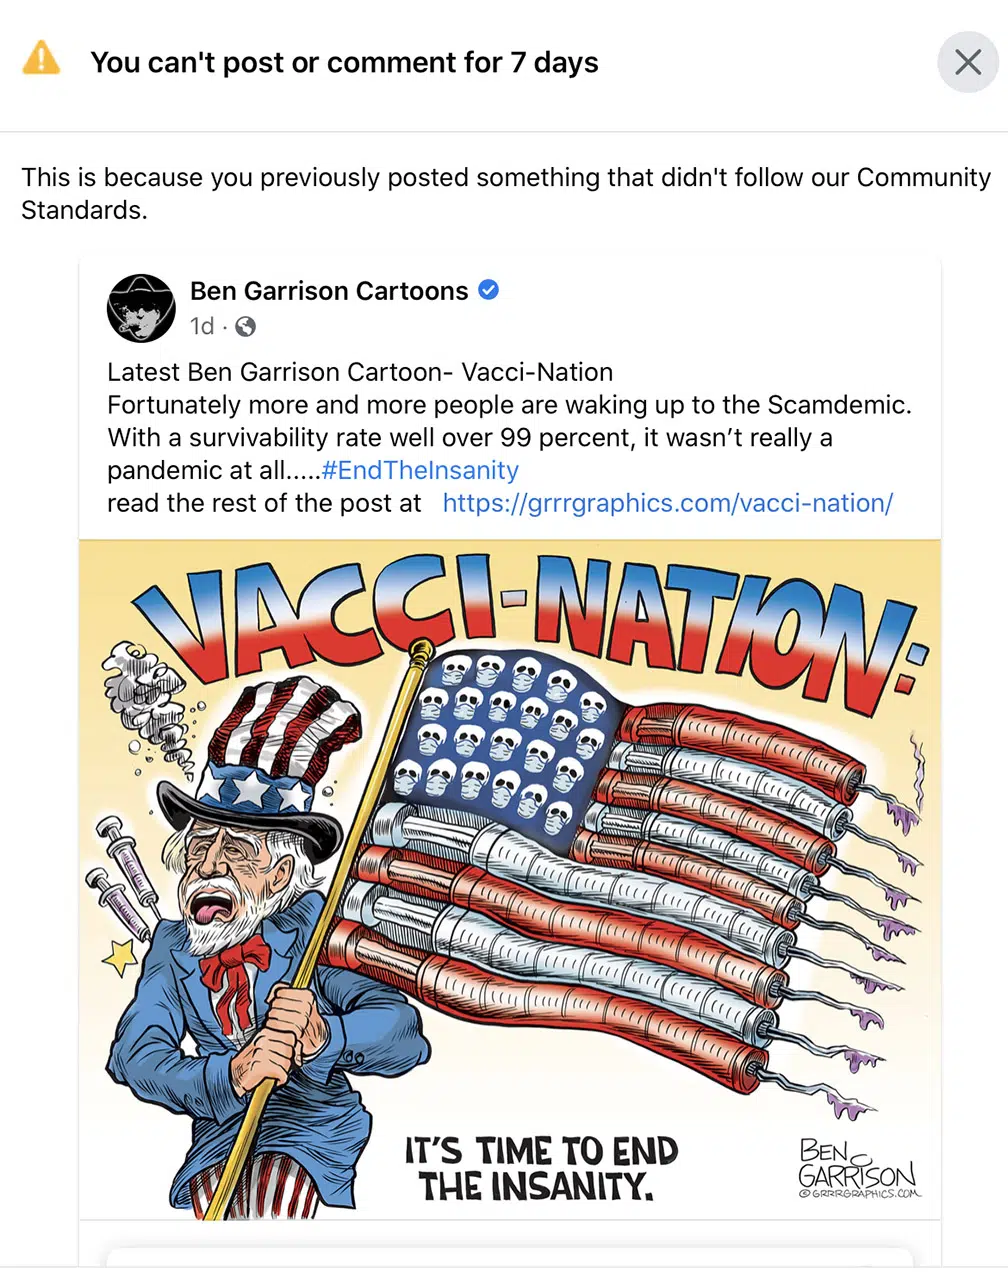 You can't post or comment for 7 days
This is because you previously posted something that didn't follow our Community
Standards.
Ben Garrison Cartoons
1d ·
Latest Ben Garrison Cartoon- Vacci-Nation
Fortunately more and more people are waking up to the Scamdemic.
With a survivability rate well over 99 percent, it wasn’t really a
pandemic at all.....#EndTheInsanity
read the rest of the post at https://grrrgraphics.com/vacci-nation/
VACCI-NATION:
IT'S TIME TO END
THE INSANITY.
BEN
GARRISON
© GRRRGRAPHICS.COM